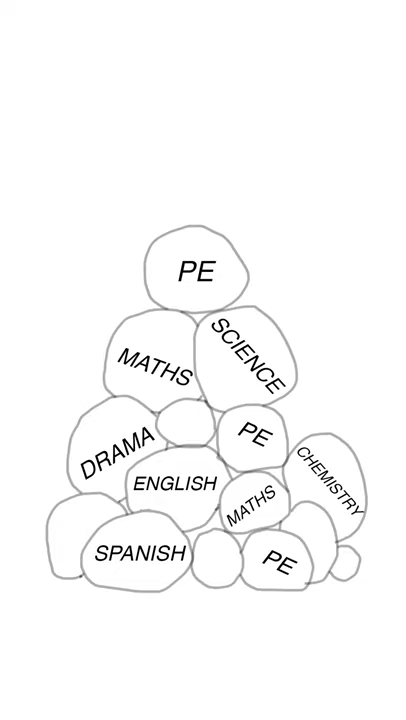 PE
SCIENCE
MATHS
DRAMA
PE
CHEMISTRY
ENGLISH
MATHS
SPANISH
PE